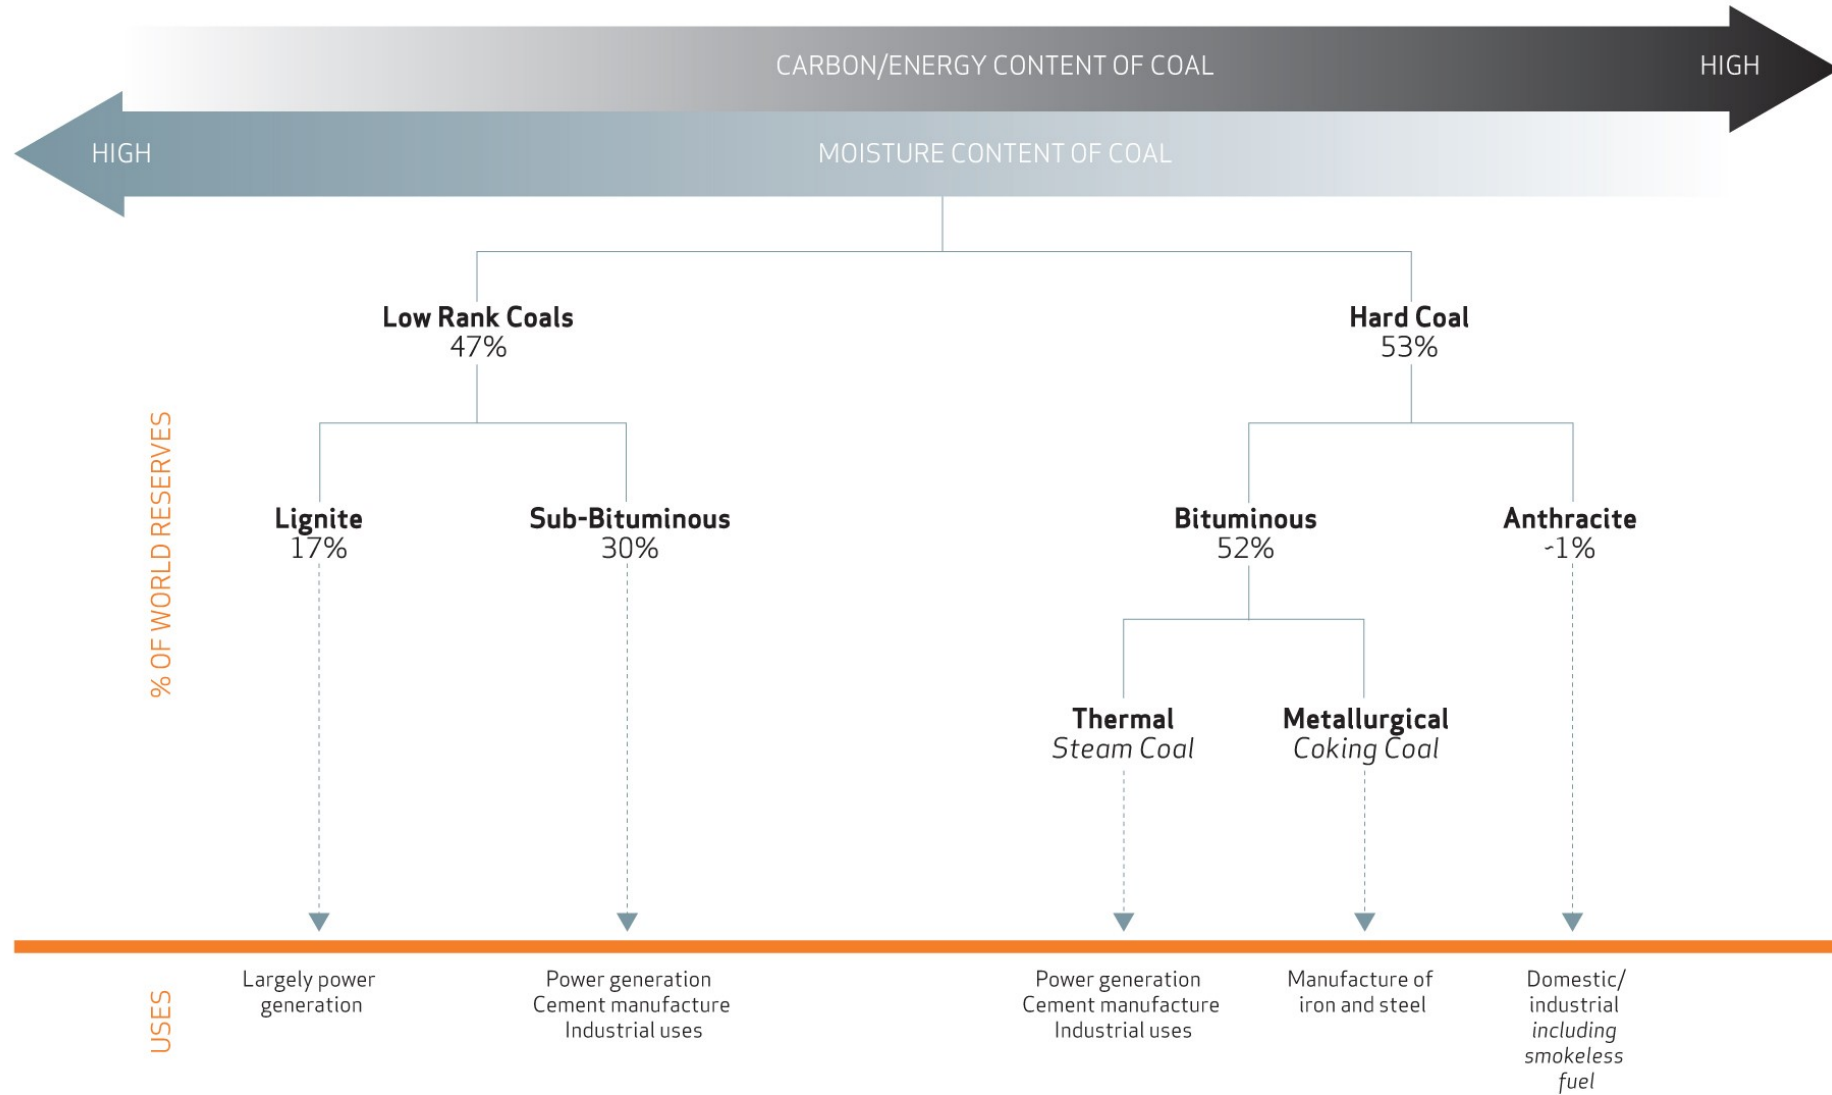 CARBON/ENERGY CONTENT OF COAL
HIGH
HIGH
MOISTURE CONTENT OF COAL
Low Rank Coals
47%
Hard Coal
53%
% OF WORLD RESERVES
Lignite
17%
Sub-Bituminous
30%
Bituminous
52%
Anthracite
~1%
Thermal
Steam Coal
Metallurgical
Coking Coal
USES
Largely power
generation
Power generation
Cement manufacture
Industrial uses
Power generation
Cement manufacture
Industrial uses
Manufacture of
iron and steel
Domestic/
industrial
including
smokeless
fuel